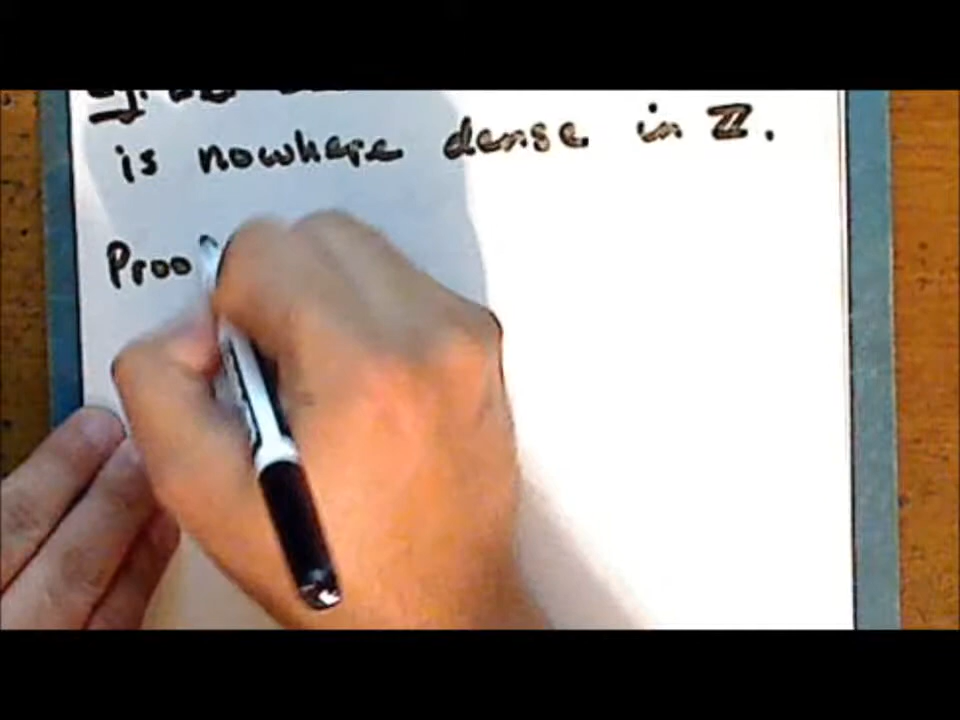 is nowhere dense in ℤ.
Proo